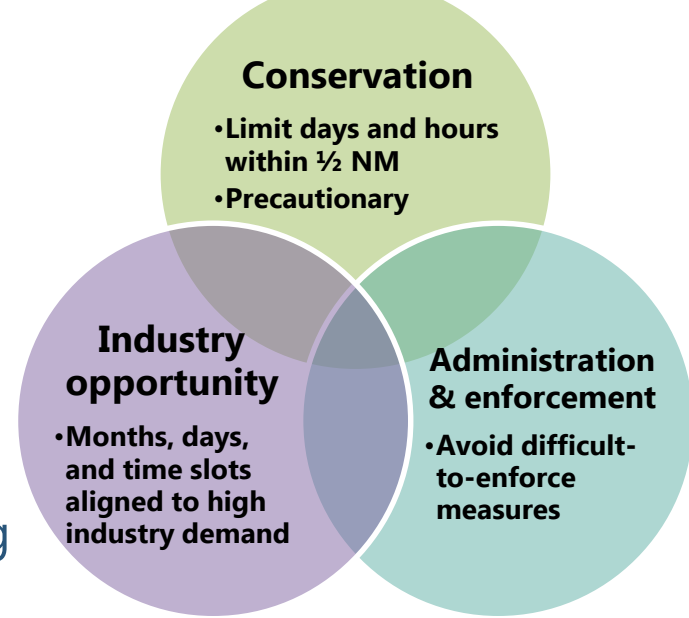 Conservation
•Limit days and hours
within ½ NM
•Precautionary
Industry
opportunity
•Months, days,
and time slots
aligned to high
industry demand
g
Administration
& enforcement
•Avoid difficult-
to-enforce
measures